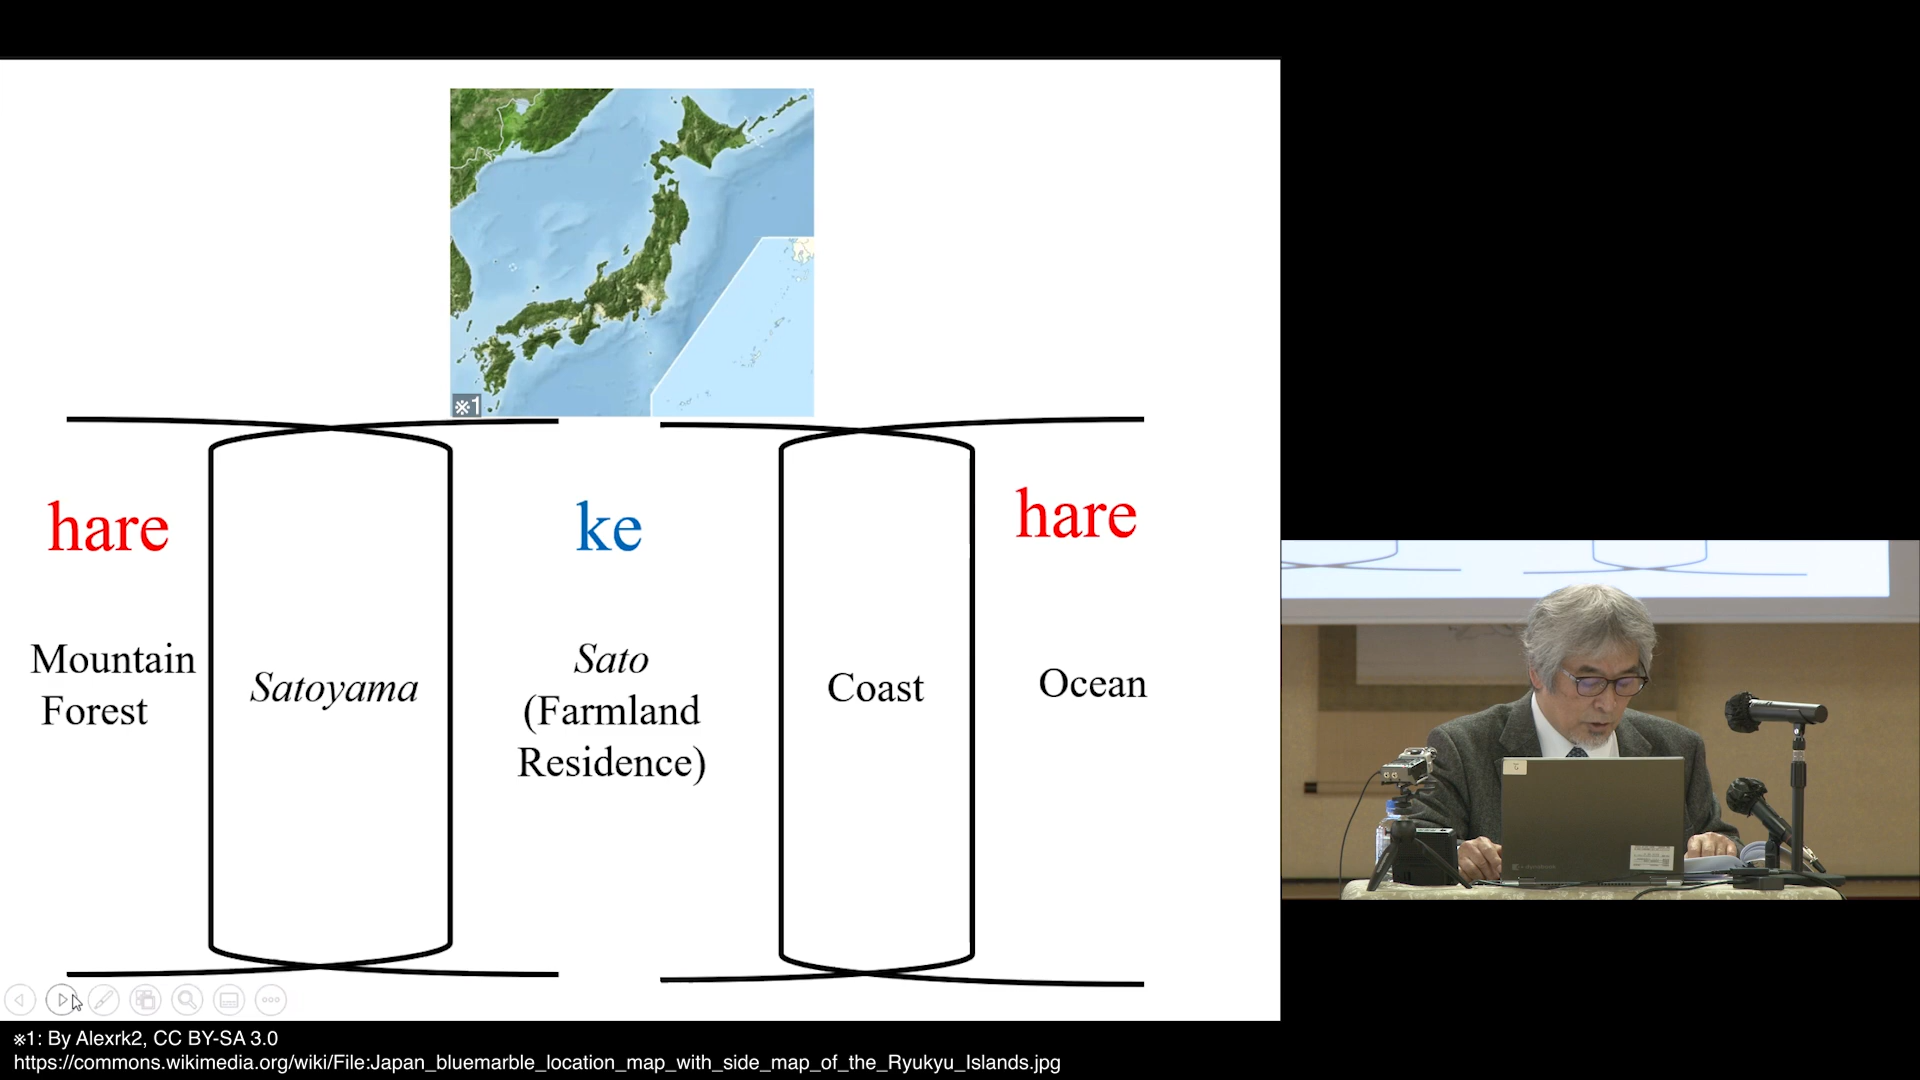 ※1
hare
ke
hare
Mountain
Forest
Satoyama
Sato
(Farmland
Residence)
Coast
Ocean
※1: By Alexrk2, CC BY-SA 3.0
https://commons.wikimedia.org/wiki/File:Japan_bluemarble_location_map_with_side_map_of_the_Ryukyu_Islands.jpg